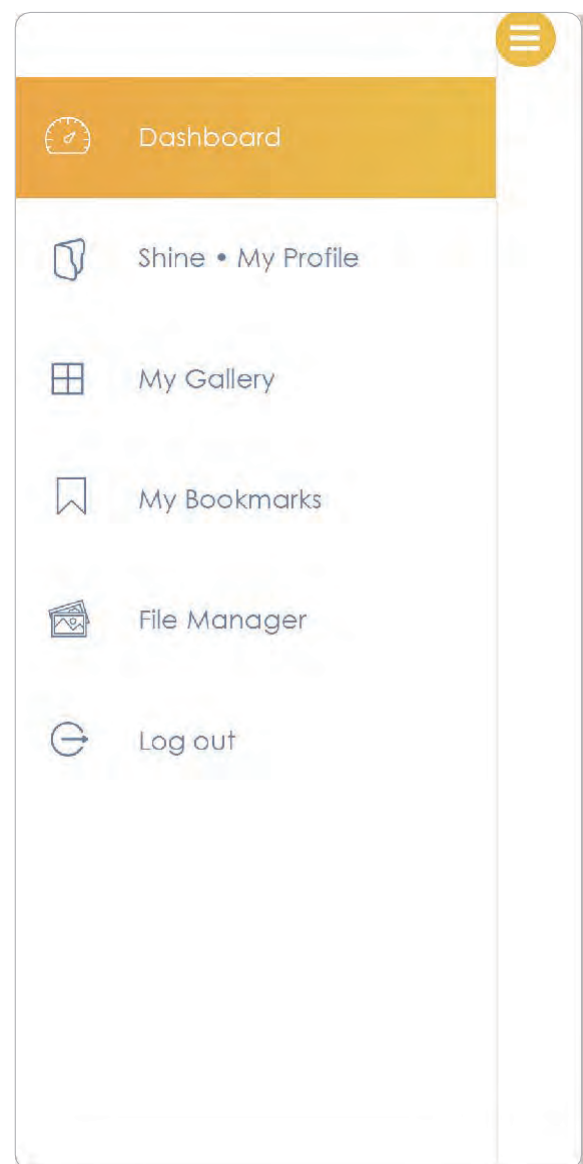 Dashboard
Shine • My Profile
My Gallery
My Bookmarks
File Manager
Log out